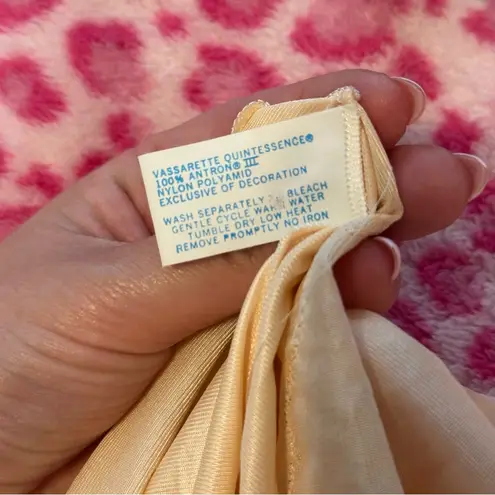 VASSARETTE QUINTESSENCE®
100% ANTRON® III
NYLON POLYAMID
EXCLUSIVE OF DECORATION
WASH SEPARATELY BLEACH
GENTLE CYCLE WARM WATER
TUMBLE DRY LOW HEAT
REMOVE PROMPTLY NO IRON